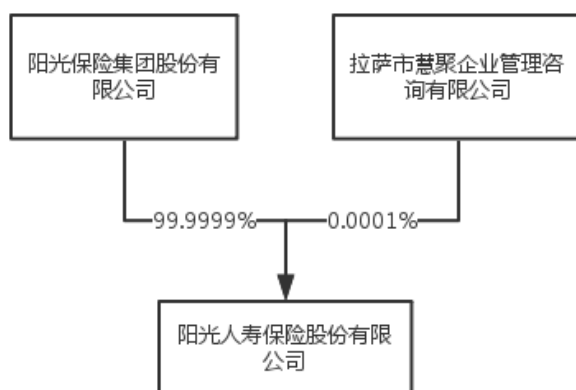 阳光保险集团股份有
限公司
拉萨市慧聚企业管理咨
询有限公司
99.9999%
0.0001%
阳光人寿保险股份有限
公司